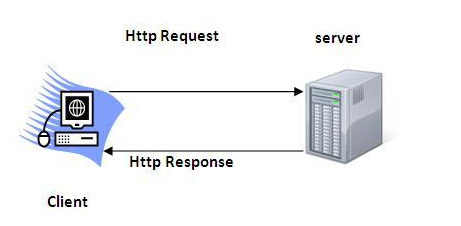 Http Request
server
Http Response
Client